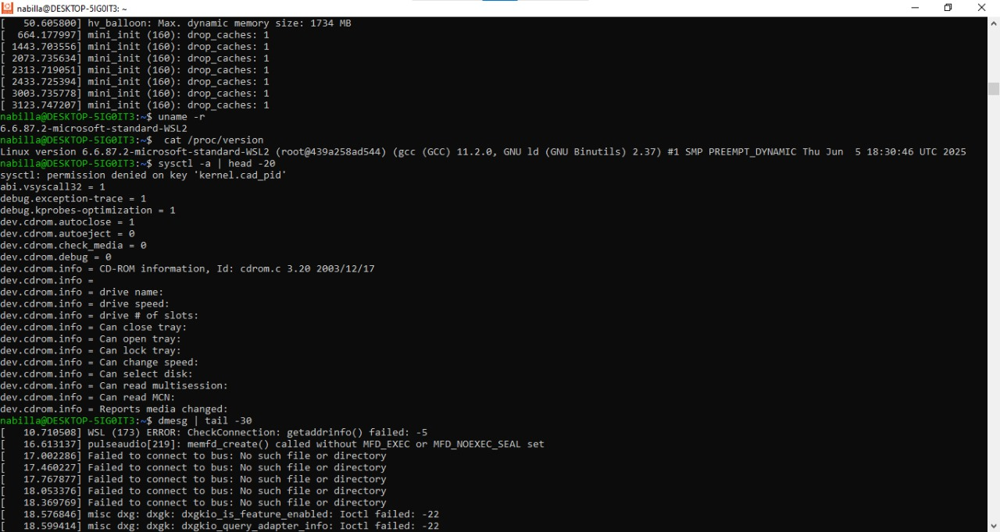 nabilla@DESKTOP-5IG0IT3: ~
[   50.605800] hv_balloon: Max. dynamic memory size: 1734 MB
[  664.177997] mini_init (160): drop_caches: 1
[ 1443.703556] mini_init (160): drop_caches: 1
[ 2073.735634] mini_init (160): drop_caches: 1
[ 2313.719051] mini_init (160): drop_caches: 1
[ 2433.725394] mini_init (160): drop_caches: 1
[ 3003.735778] mini_init (160): drop_caches: 1
[ 3123.747207] mini_init (160): drop_caches: 1
nabilla@DESKTOP-5IG0IT3:~$ uname -r
6.6.87.2-microsoft-standard-WSL2
nabilla@DESKTOP-5IG0IT3:~$  cat /proc/version
Linux version 6.6.87.2-microsoft-standard-WSL2 (root@439a258ad544) (gcc (GCC) 11.2.0, GNU ld (GNU Binutils) 2.37) #1 SMP PREEMPT_DYNAMIC Thu Jun  5 18:30:46 UTC 2025
nabilla@DESKTOP-5IG0IT3:~$ sysctl -a | head -20
sysctl: permission denied on key 'kernel.cad_pid'
abi.vsyscall32 = 1
debug.exception-trace = 1
debug.kprobes-optimization = 1
dev.cdrom.autoclose = 1
dev.cdrom.autoeject = 0
dev.cdrom.check_media = 0
dev.cdrom.debug = 0
dev.cdrom.info = CD-ROM information, Id: cdrom.c 3.20 2003/12/17
dev.cdrom.info =
dev.cdrom.info = drive name:
dev.cdrom.info = drive speed:
dev.cdrom.info = drive # of slots:
dev.cdrom.info = Can close tray:
dev.cdrom.info = Can open tray:
dev.cdrom.info = Can lock tray:
dev.cdrom.info = Can change speed:
dev.cdrom.info = Can select disk:
dev.cdrom.info = Can read multisession:
dev.cdrom.info = Can read MCN:
dev.cdrom.info = Reports media changed:
nabilla@DESKTOP-5IG0IT3:~$ dmesg | tail -30
[   10.710508] WSL (173) ERROR: CheckConnection: getaddrinfo() failed: -5
[   16.613137] pulseaudio[219]: memfd_create() called without MFD_EXEC or MFD_NOEXEC_SEAL set
[   17.002286] Failed to connect to bus: No such file or directory
[   17.460227] Failed to connect to bus: No such file or directory
[   17.767877] Failed to connect to bus: No such file or directory
[   18.053376] Failed to connect to bus: No such file or directory
[   18.369769] Failed to connect to bus: No such file or directory
[   18.576846] misc dxg: dxgk: dxgkio_is_feature_enabled: Ioctl failed: -22
[   18.599414] misc dxg: dxgk: dxgkio_query_adapter_info: Ioctl failed: -22